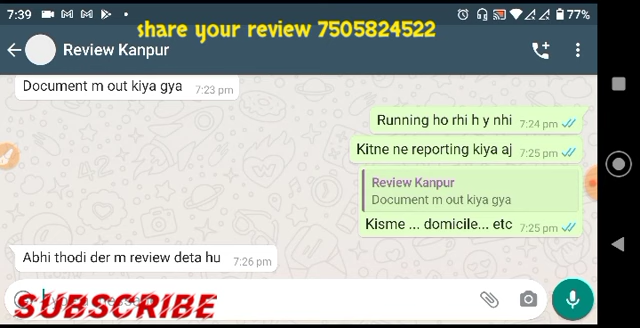 share your review 7505824522
7:39
77%
Review Kanpur
Document m out kiya gya 7:23 pm
Running ho rhi h y nhi 7:24 pm
Kitne ne reporting kiya aj 7:25 pm
Review Kanpur
Document m out kiya gya
Kisme ... domicile... etc 7:25 pm
Abhi thodi der m review deta hu 7:26 pm
SUBSCRIBE